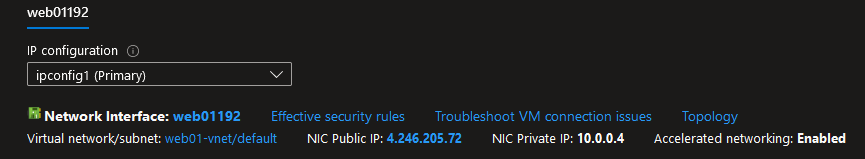 web01192
IP configuration
ipconfig1 (Primary)
Network Interface: web01192 Effective security rules Troubleshoot VM connection issues Topology
Virtual network/subnet: web01-vnet/default NIC Public IP: 4.246.205.72 NIC Private IP: 10.0.0.4 Accelerated networking: Enabled